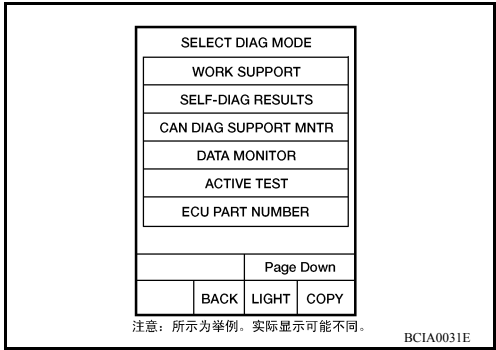 SELECT DIAG MODE
WORK SUPPORT
SELF-DIAG RESULTS
CAN DIAG SUPPORT MNTR
DATA MONITOR
ACTIVE TEST
ECU PART NUMBER
Page Down
BACK LIGHT COPY
注意：所示为举例。实际显示可能不同。
BCIA0031E